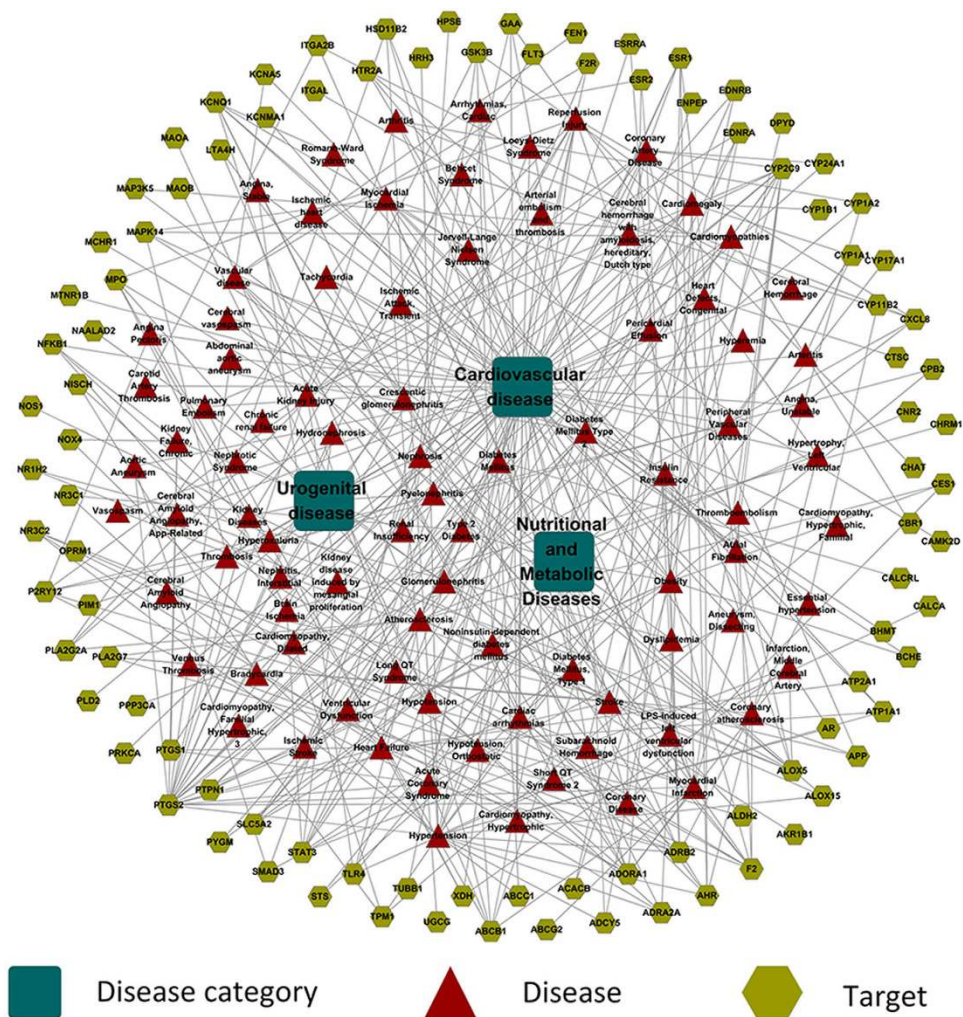 HSD11B2
HPSE
GAA
FEN1
ITGA2B
HRH3
GSK3B
FLT3
ESRRA
ESR1
KCNA5
HTR2A
F2R
ESR2
EDNRB
KCNQ1
ITGAL
ENPEP
KCNMA1
Arthritis
Arrhytmias,
Cardiac
Reperfusion
Injury
EDNRA
DPYD
MAOA
LTA4H
Romano-Ward
Syndrome
Loeys-Dietz
Syndrome
Coronary
Artery
Disease
CYP2C9
CYP24A1
MAP3K5
MAOB
Angina,
Stable
Ischemic
heart
disease
Myocardial
Ischemia
Behcet
Syndrome
Arterial
embolism
and
thrombosis
Cerebral
hemorrhage
with
amyloidosis,
hereditary,
Dutch type
Cardiomegaly
CYP1B1
CYP1A2
MAPK14
Jervell-Lange
Nielsen
Syndrome
Cardiomyopathies
MCHR1
CYP1A1
CYP17A1
MPO
Vascular
disease
Tachycardia
Ischemic
Attack,
Transient
Heart
Defects,
Congenital
Cerebral
Hemorrhage
MTNR1B
Cerebral
vasospasm
Pericardial
Effusion
CYP11B2
CXCL8
NAALAD2
Angina
Pectoris
Abdominal
aortic
aneurysm
Hyperemia
Arteritis
NFKB1
CTSC
Carotid
Artery
Thrombosis
Cardiovascular
disease
CPB2
NISCH
Pulmonary
Embolism
Acute
Kidney Injury
Crescentic
glomerulonephritis
Angina,
Unstable
NOS1
Kidney
Failure,
Chronic
Chronic
renal failure
Hydronephrosis
Diabetes
Mellitus Type
Peripheral
Vascular
Diseases
CNR2
CHRM1
NOX4
Aortic
Aneurysm
Nephrotic
Syndrome
Nephrosis
Diabetes
Mellitus
Insulin
Resistance
Hypertrophy,
Left
Ventricular
NR1H2
CHAT
CES1
NR3C1
Vasospasm
Cerebral
Amyloid
Angiopathy,
App-Related
Urogenital
disease
Pyelonephritis
Thromboembolism
Cardiomyopathy,
Hypertrophic,
Familial
NR3C2
Kidney
Diseases
Renal
Insufficiency
Type 2
Diabetes
Nutritional
and
Metabolic
Diseases
CBR1
CAMK2D
OPRM1
Thrombosis
Hyperoxaluria
Atrial
Fibrillation
P2RY12
Nephritis,
Interstitial
Kidney
disease
induced by
mesangial
proliferation
Glomerulonephritis
Obesity
Essential
hypertension
CALCRL
PIM1
Cerebral
Amyloid
Angiopathy
Brain
Ischemia
Atherosclerosis
Aneurysm,
Dissecting
CALCA
BHMT
PLA2G2A
PLA2G7
Cardiomyopathy,
Dilated
Noninsulin-dependent
diabetes
mellitus
Dyslipidemia
BCHE
Venous
Thrombosis
Bradycardia
Long QT
Syndrome
Diabetes
Mellitus,
Type 1
Infarction,
Middle
Cerebral
Artery
ATP2A1
PLD2
PPP3CA
Cardiomyopathy,
Familial
Hypertrophic,
3
Ventricular
Dysfunction
Hypotension
Cardiac
arrhythmias
Stroke
LPS-induced
left
ventricular
dysfunction
Coronary
atherosclerosis
ATP1A1
AR
PRKCA
PTGS1
Ischemic
Stroke
Heart Failure
Hypotension,
Orthostatic
Subarachnoid
Hemorrhage
APP
PTGS2
PTPN1
Acute
Coronary
Syndrome
Short QT
Syndrome 2
Coronary
Disease
Myocardial
Infarction
ALOX5
ALOX15
SLC5A2
Hypertension
Cardiomyopathy,
Hypertrophic
ALDH2
AKR1B1
PYGM
STAT3
ADRB2
SMAD3
TLR4
ADORA1
F2
STS
TUBB1
XDH
ABCC1
ACACB
AHR
TPM1
UGCG
ABCB1
ABCG2
ADCY5
ADRA2A
Disease category
Disease
Target